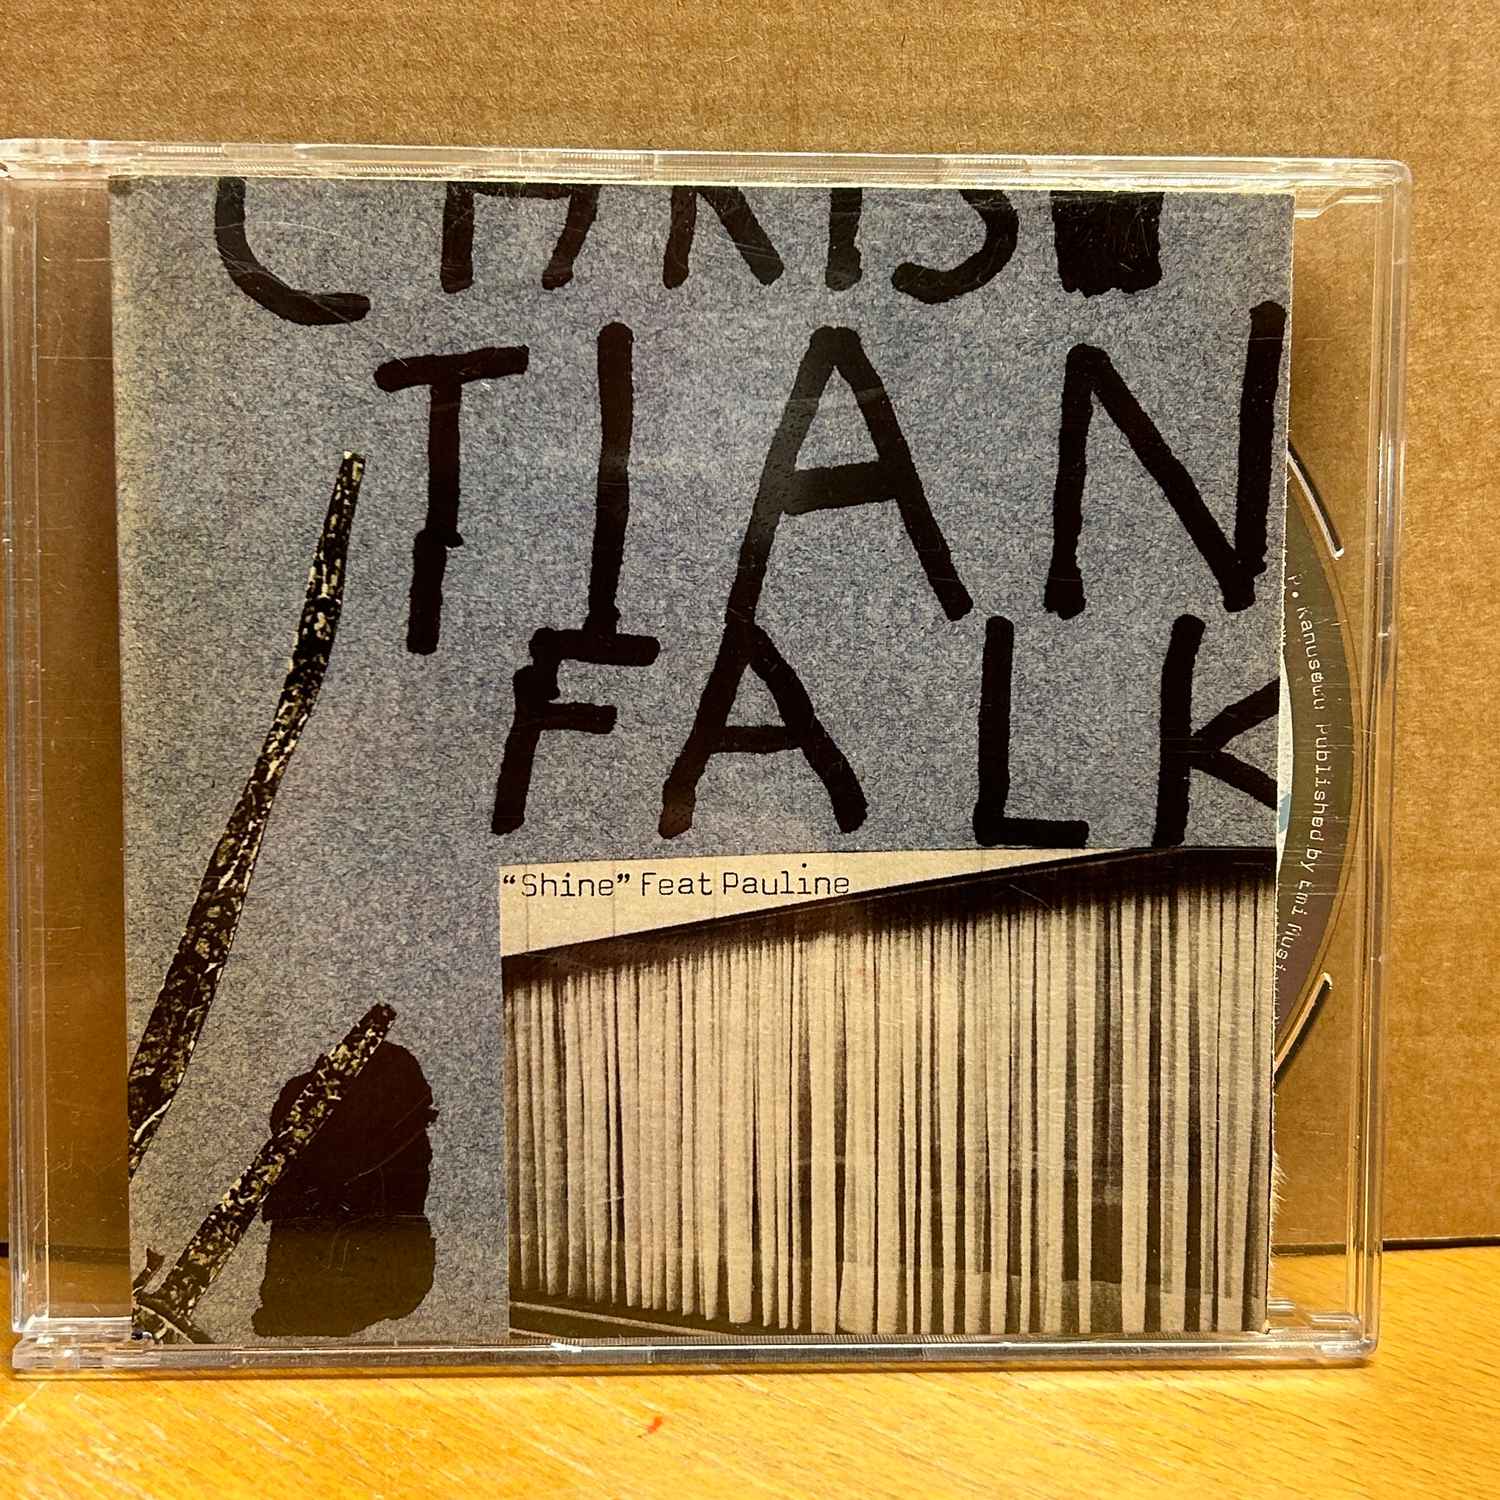 CHRIS
TIAN
FALK
“Shine” Feat Pauline
Published by Emi Musi